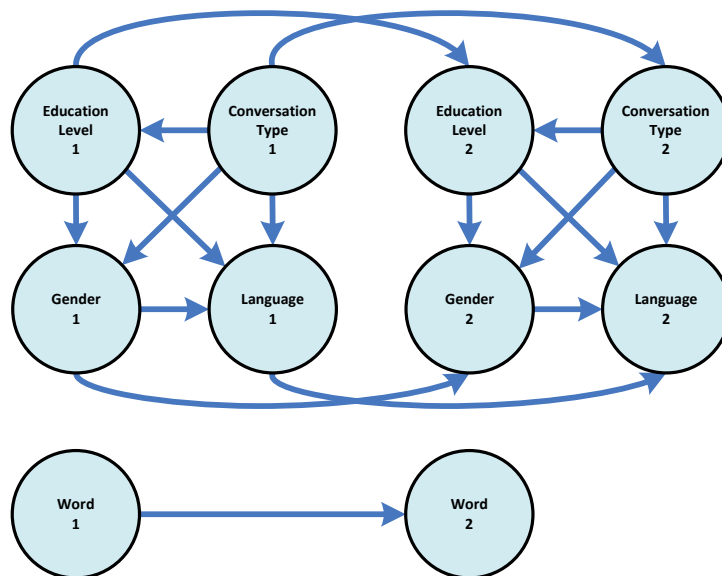 Education
Level
1
Conversation
Type
1
Education
Level
2
Conversation
Type
2
Gender
1
Language
1
Gender
2
Language
2
Word
1
Word
2